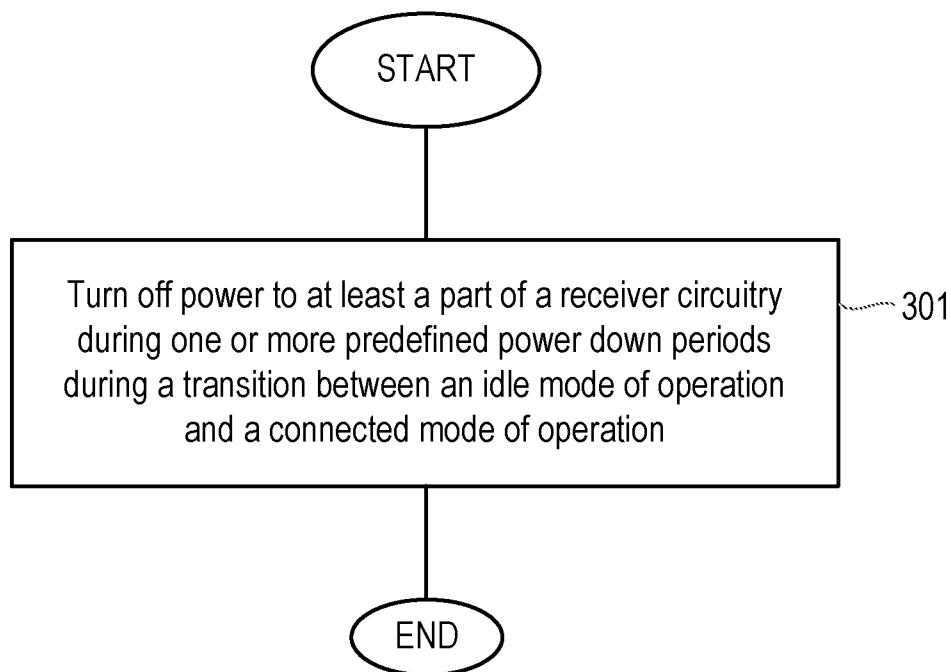 START
Turn off power to at least a part of a receiver circuitry
during one or more predefined power down periods
during a transition between an idle mode of operation
and a connected mode of operation
301
END